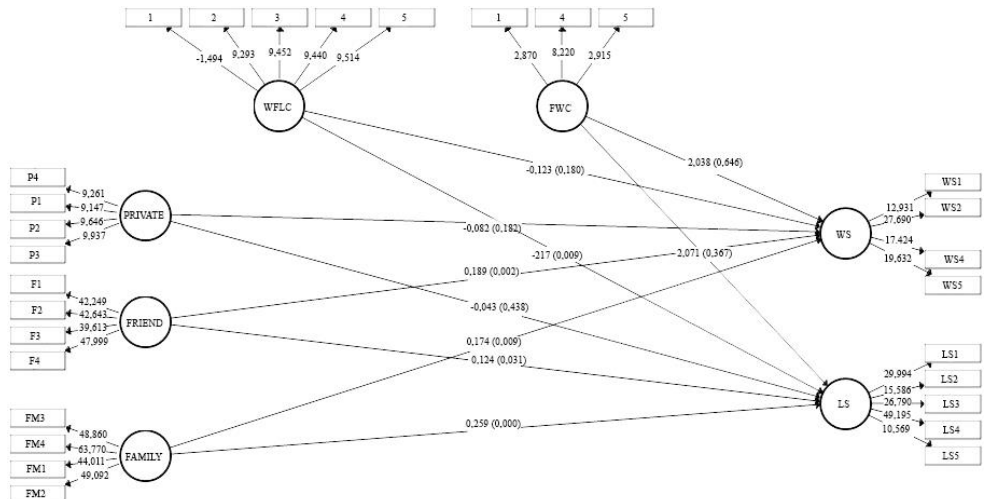 1 2 3 4 5 1 4 5
-1,494 9,293 9,452 9,440 9,514 2,870 8,220 2,915
WFLC FWC
2,038 (0,646)
-0,123 (0,180)
P4
9,261
P1
9,147
P2
9,646
P3
9,937
PRIVATE
-0,082 (0,182)
-217 (0,009)
2,071 (0,367)
0,189 (0,002)
-0,043 (0,438)
F1
42,249
F2
42,643
F3
39,613
F4
47,999
FRIEND
0,174 (0,009)
0,124 (0,031)
FM3
48,860
FM4
63,770
FM1
44,011
FM2
49,092
FAMILY
0,259 (0,000)
WS
WS1
12,931
WS2
27,690
17.424
WS4
19,632
WS5
LS
LS1
29,994
LS2
15,586
LS3
26,790
LS4
49,195
LS5
10,569